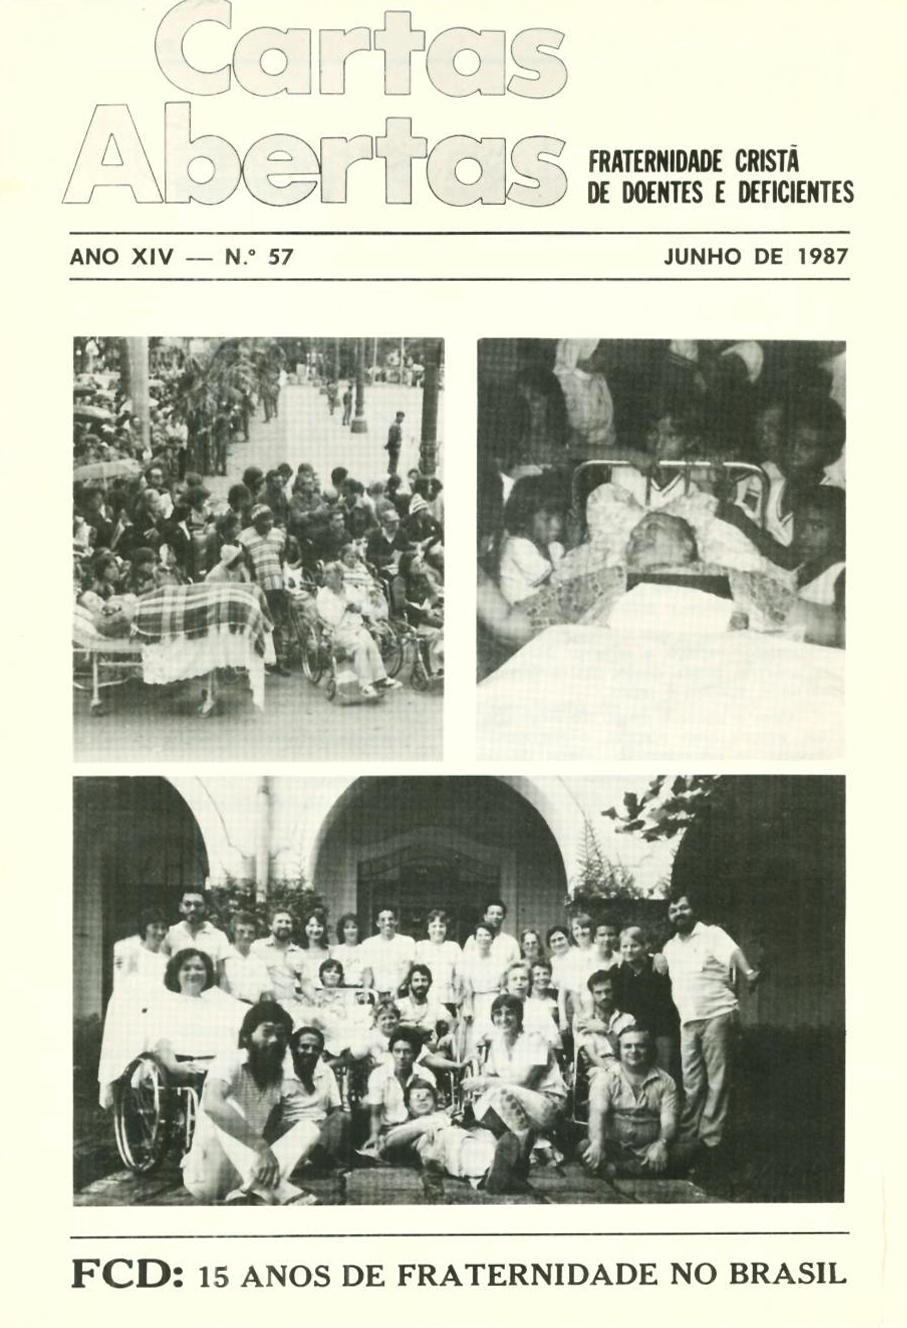 Cartas
Abertas
FRATERNIDADE CRISTÃ
DE DOENTES E DEFICIENTES
ANO XIV — N.º 57
JUNHO DE 1987
FCD: 15 ANOS DE FRATERNIDADE NO BRASIL